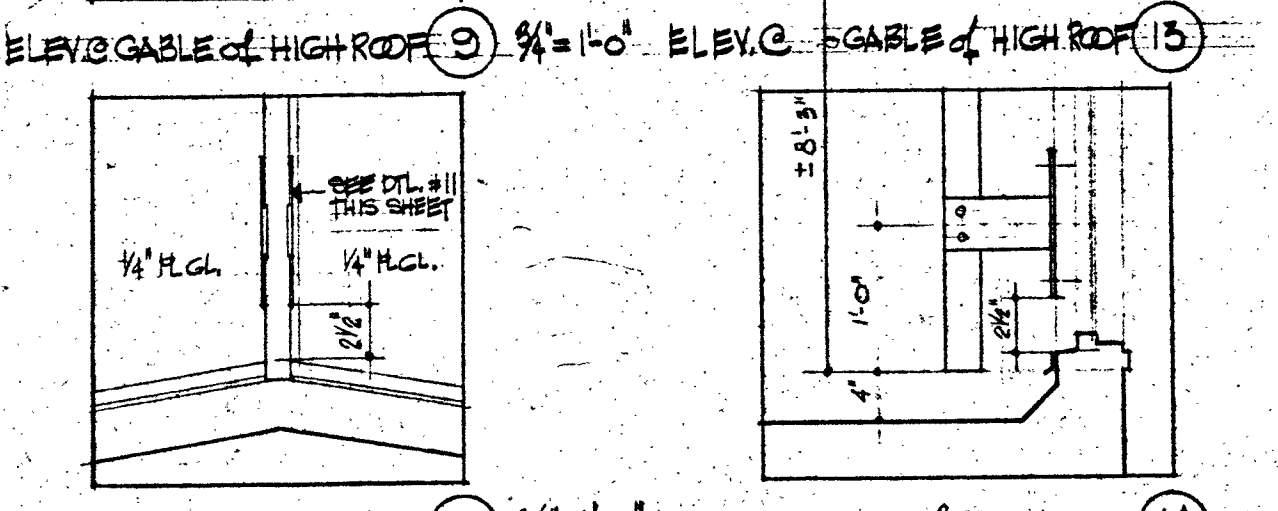 ELEV.@ GABLE of HIGH ROOF 9 3/4"=1'-0" ELEV.@ GABLE of HIGH ROOF 13
SEE DTL. #11
THIS SHEET
1/4" PL. GL.
1/4" PL. GL.
2 1/2"
± 8'-3"
1'-0"
2 1/2"
4"